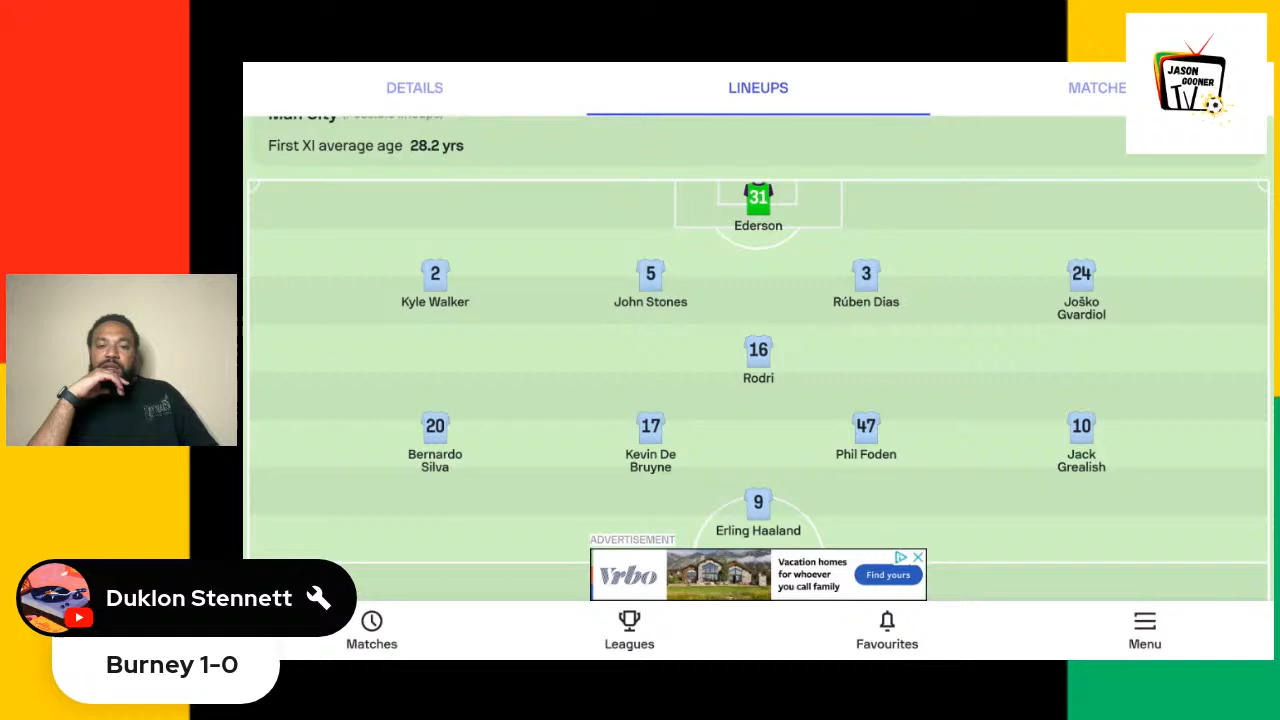 DETAILS
LINEUPS
MATCHE
JASON
GOONER
TV
Man City
First XI average age 28.2 yrs
31
Ederson
2
5
3
24
Kyle Walker
John Stones
Rúben Dias
Joško
Gvardiol
16
Rodri
20
17
47
10
Bernardo
Silva
Kevin De
Bruyne
Phil Foden
Jack
Grealish
9
Erling Haaland
ADVERTISEMENT
Vrbo
Vacation homes
for whoever
you call family
Find yours
Duklon Stennett
Burney 1-0
Matches
Leagues
Favourites
Menu